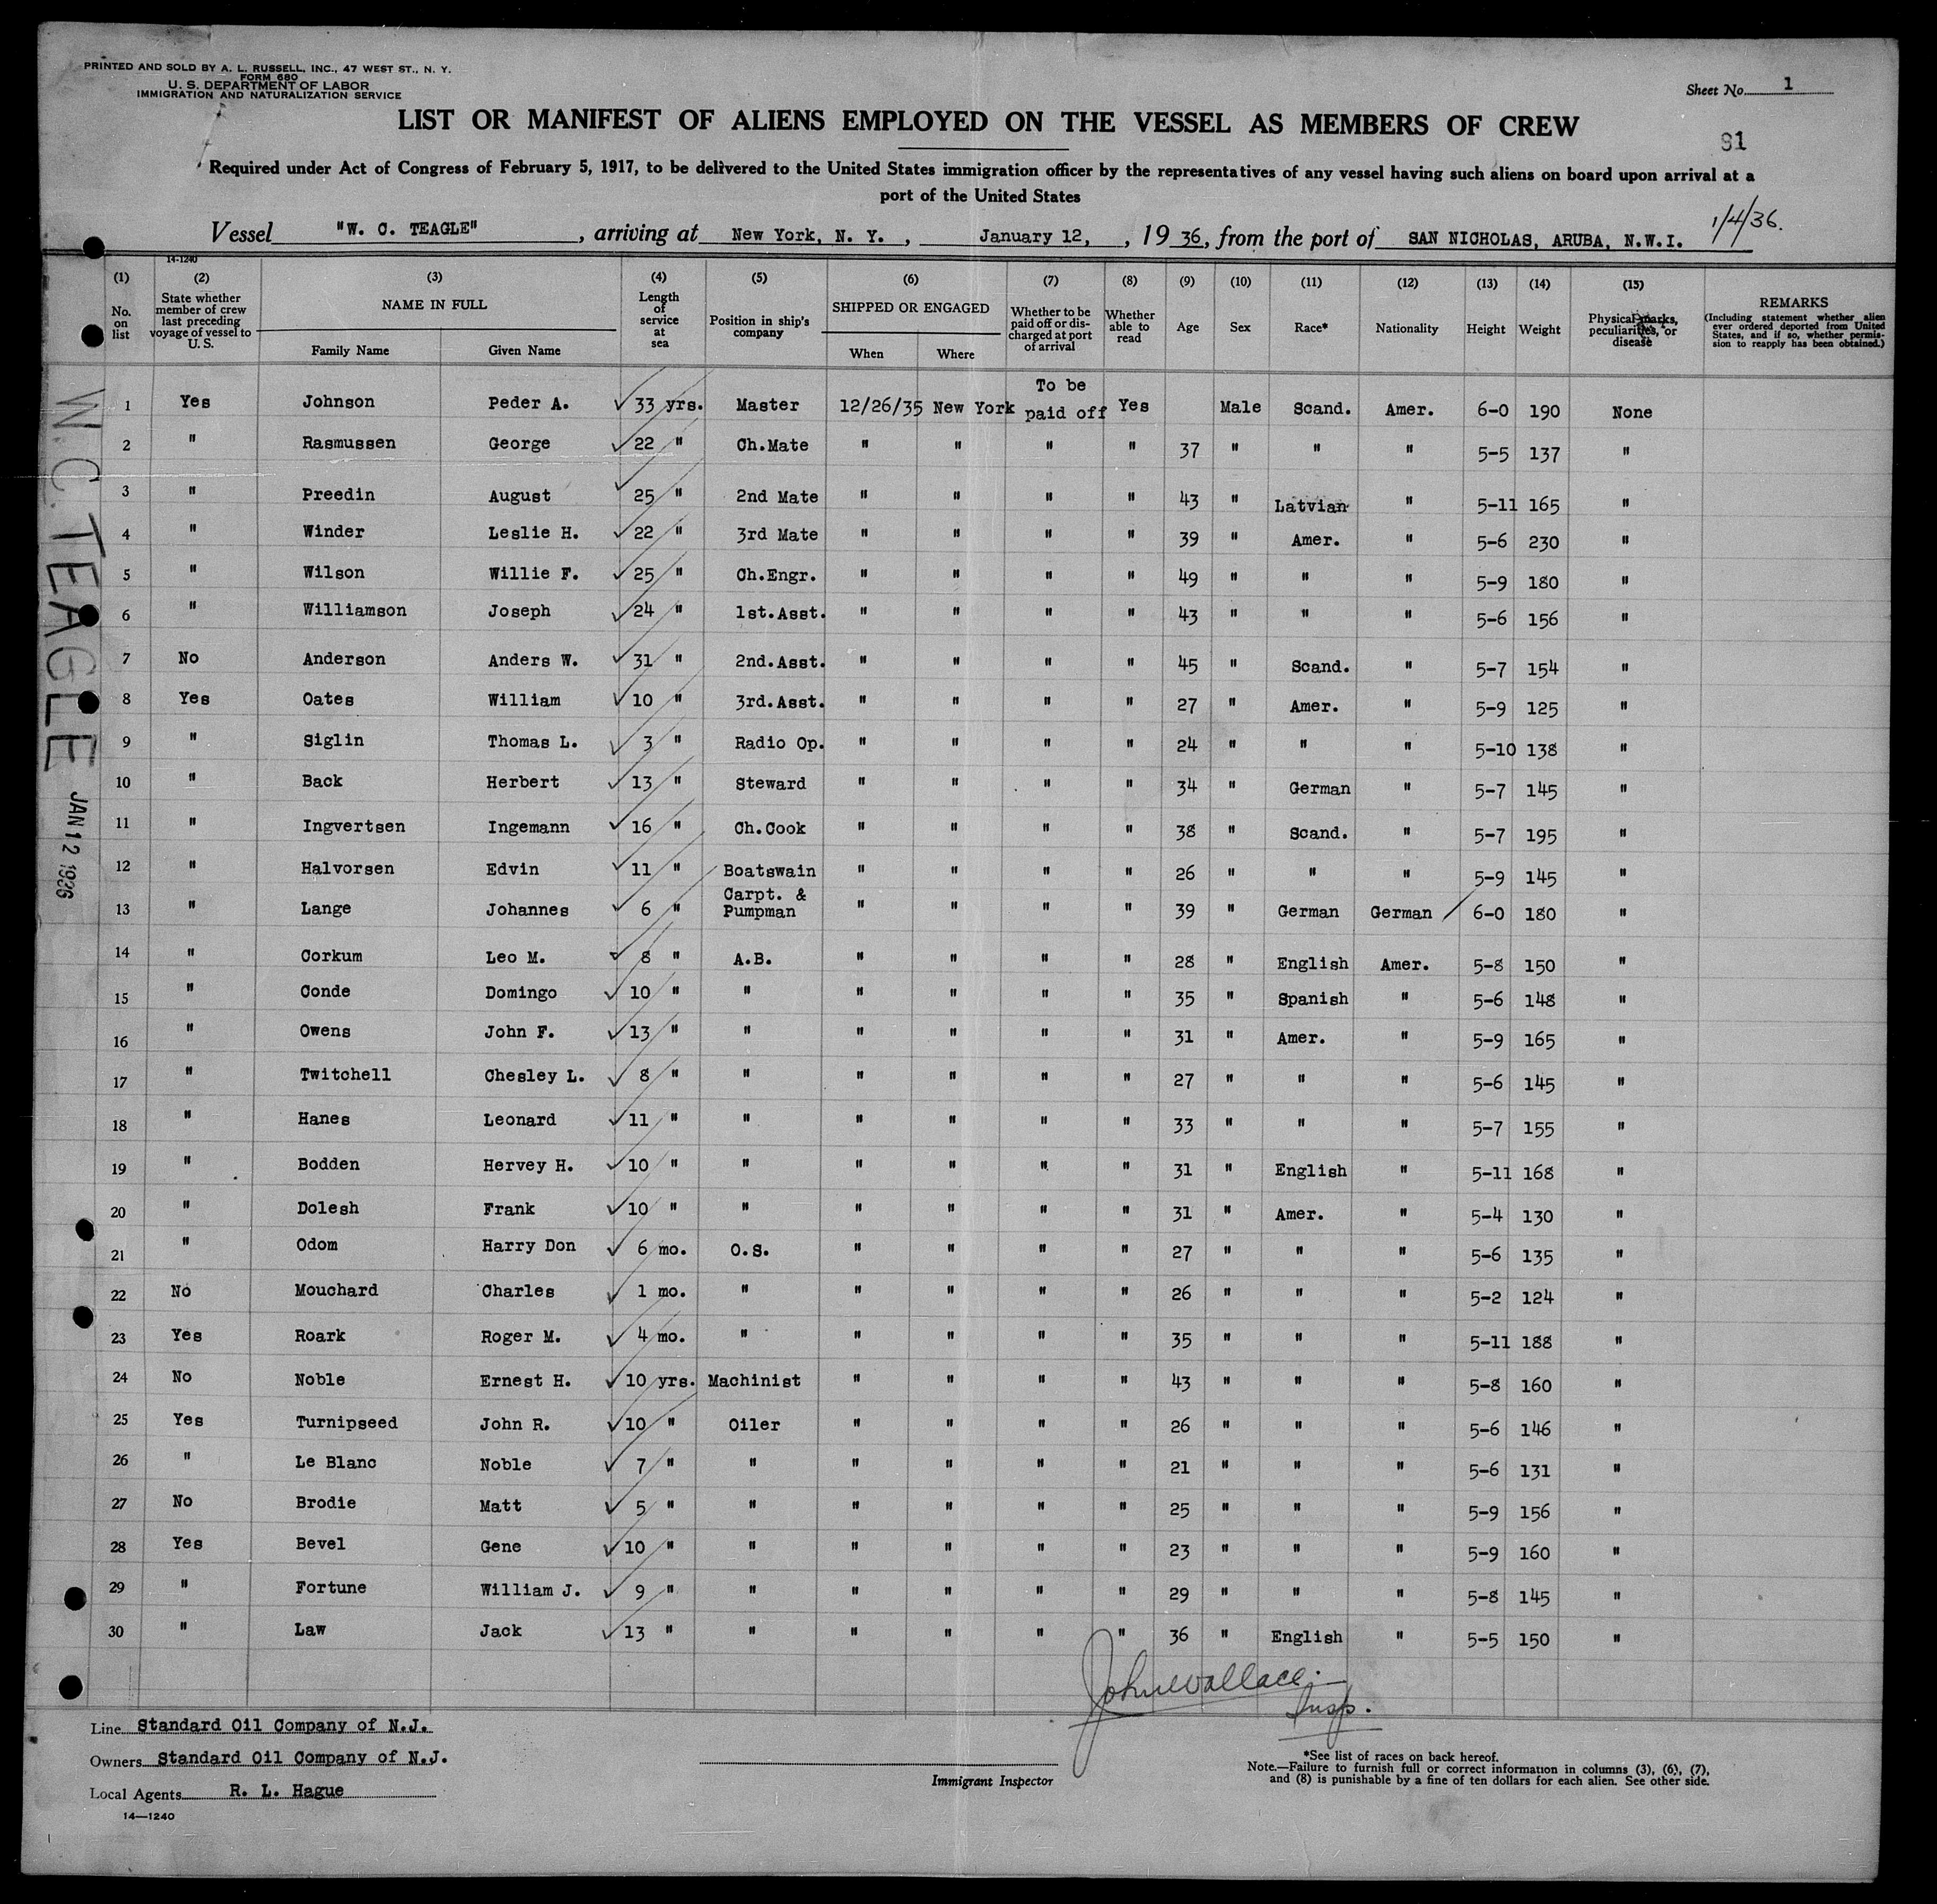 PRINTED AND SOLD BY A. L. RUSSELL, INC., 47 WEST ST., N. Y.
FORM 680
U. S. DEPARTMENT OF LABOR
IMMIGRATION AND NATURALIZATION SERVICE
Sheet No. 1
LIST OR MANIFEST OF ALIENS EMPLOYED ON THE VESSEL AS MEMBERS OF CREW
91
Required under Act of Congress of February 5, 1917, to be delivered to the United States immigration officer by the representatives of any vessel having such aliens on board upon arrival at a
port of the United States
1/4/36.
Vessel "W. C. TEAGLE", arriving at New York, N. Y., January 12, , 1936, from the port of SAN NICHOLAS, ARUBA, N.W.I.
14-1240
(1) (2) (3) (4) (5) (6) (7) (8) (9) (10) (11) (12) (13) (14) (15)
No. on list State whether member of crew last preceding voyage of vessel to U. S. NAME IN FULL Family Name Given Name Length of service at sea Position in ship's company SHIPPED OR ENGAGED When Where Whether to be paid off or discharged at port of arrival Whether able to read Age Sex Race* Nationality Height Weight Physical marks, peculiarities, or disease REMARKS (Including statement whether alien ever ordered deported from United States, and if so, whether permission to reapply has been obtained.)
1 Yes Johnson Peder A. 33 yrs. Master 12/26/35 New York To be paid off Yes Male Scand. Amer. 6-0 190 None
2 " Rasmussen George 22 " Ch.Mate " " " " 37 " " " 5-5 137 "
3 " Preedin August 25 " 2nd Mate " " " " 43 " Latvian " 5-11 165 "
4 " Winder Leslie H. 22 " 3rd Mate " " " " 39 " Amer. " 5-6 230 "
5 " Wilson Willie F. 25 " Ch.Engr. " " " " 49 " " " 5-9 180 "
6 " Williamson Joseph 24 " 1st.Asst. " " " " 43 " " " 5-6 156 "
7 No Anderson Anders W. 31 " 2nd.Asst. " " " " 45 " Scand. " 5-7 154 "
8 Yes Oates William 10 " 3rd.Asst. " " " " 27 " Amer. " 5-9 125 "
9 " Siglin Thomas L. 3 " Radio Op. " " " " 24 " " " 5-10 138 "
10 " Back Herbert 13 " Steward " " " " 34 " German " 5-7 145 "
11 " Ingvertsen Ingemann 16 " Ch.Cook " " " " 38 " Scand. " 5-7 195 "
12 " Halvorsen Edvin 11 " Boatswain " " " " 26 " " " 5-9 145 "
13 " Lange Johannes 6 " Carpt. & Pumpman " " " " 39 " German German 6-0 180 "
14 " Corkum Leo M. 8 " A.B. " " " " 28 " English Amer. 5-8 150 "
15 " Conde Domingo 10 " " " " " " 35 " Spanish " 5-6 148 "
16 " Owens John F. 13 " " " " " " 31 " Amer. " 5-9 165 "
17 " Twitchell Chesley L. 8 " " " " " " 27 " " " 5-6 145 "
18 " Hanes Leonard 11 " " " " " " 33 " " " 5-7 155 "
19 " Bodden Hervey H. 10 " " " " " " 31 " English " 5-11 168 "
20 " Dolesh Frank 10 " " " " " " 31 " Amer. " 5-4 130 "
21 " Odom Harry Don 6 mo. O.S. " " " " 27 " " " 5-6 135 "
22 No Mouchard Charles 1 mo. " " " " " 26 " " " 5-2 124 "
23 Yes Roark Roger M. 4 mo. " " " " " 35 " " " 5-11 188 "
24 No Noble Ernest H. 10 yrs. Machinist " " " " 43 " " " 5-8 160 "
25 Yes Turnipseed John R. 10 " Oiler " " " " 26 " " " 5-6 146 "
26 " Le Blanc Noble 7 " " " " " " 21 " " " 5-6 131 "
27 No Brodie Matt 5 " " " " " " 25 " " " 5-9 156 "
28 Yes Bevel Gene 10 " " " " " " 23 " " " 5-9 160 "
29 " Fortune William J. 9 " " " " " " 29 " " " 5-8 145 "
30 " Law Jack 13 " " " " " " 36 " English " 5-5 150 "
W.C. TEAGLE
JAN 12 1936
John Wallace
Insp.
Line Standard Oil Company of N.J.
Owners Standard Oil Company of N.J.
Local Agents R. L. Hague
14—1240
Immigrant Inspector
*See list of races on back hereof.
Note.—Failure to furnish full or correct information in columns (3), (6), (7),
and (8) is punishable by a fine of ten dollars for each alien. See other side.